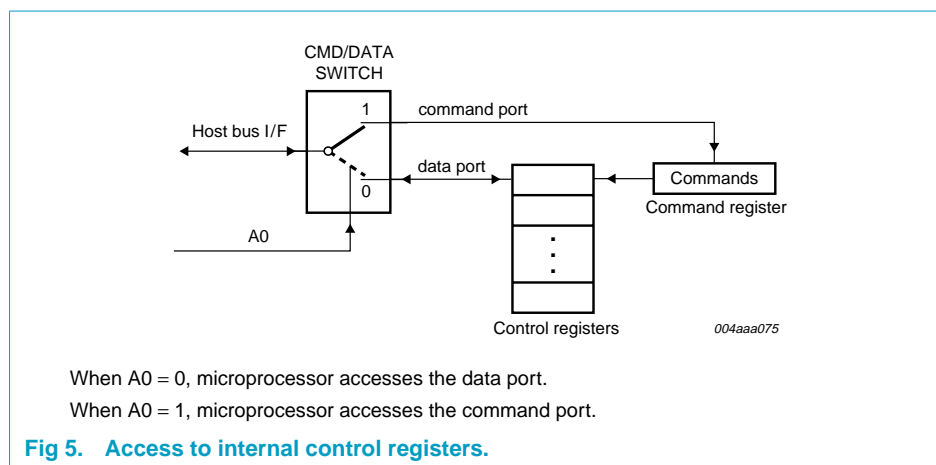 CMD/DATA
SWITCH
1
command port
Host bus I/F
data port
0
Commands
Command register
A0
Control registers
004aaa075
When A0 = 0, microprocessor accesses the data port.
When A0 = 1, microprocessor accesses the command port.
Fig 5. Access to internal control registers.